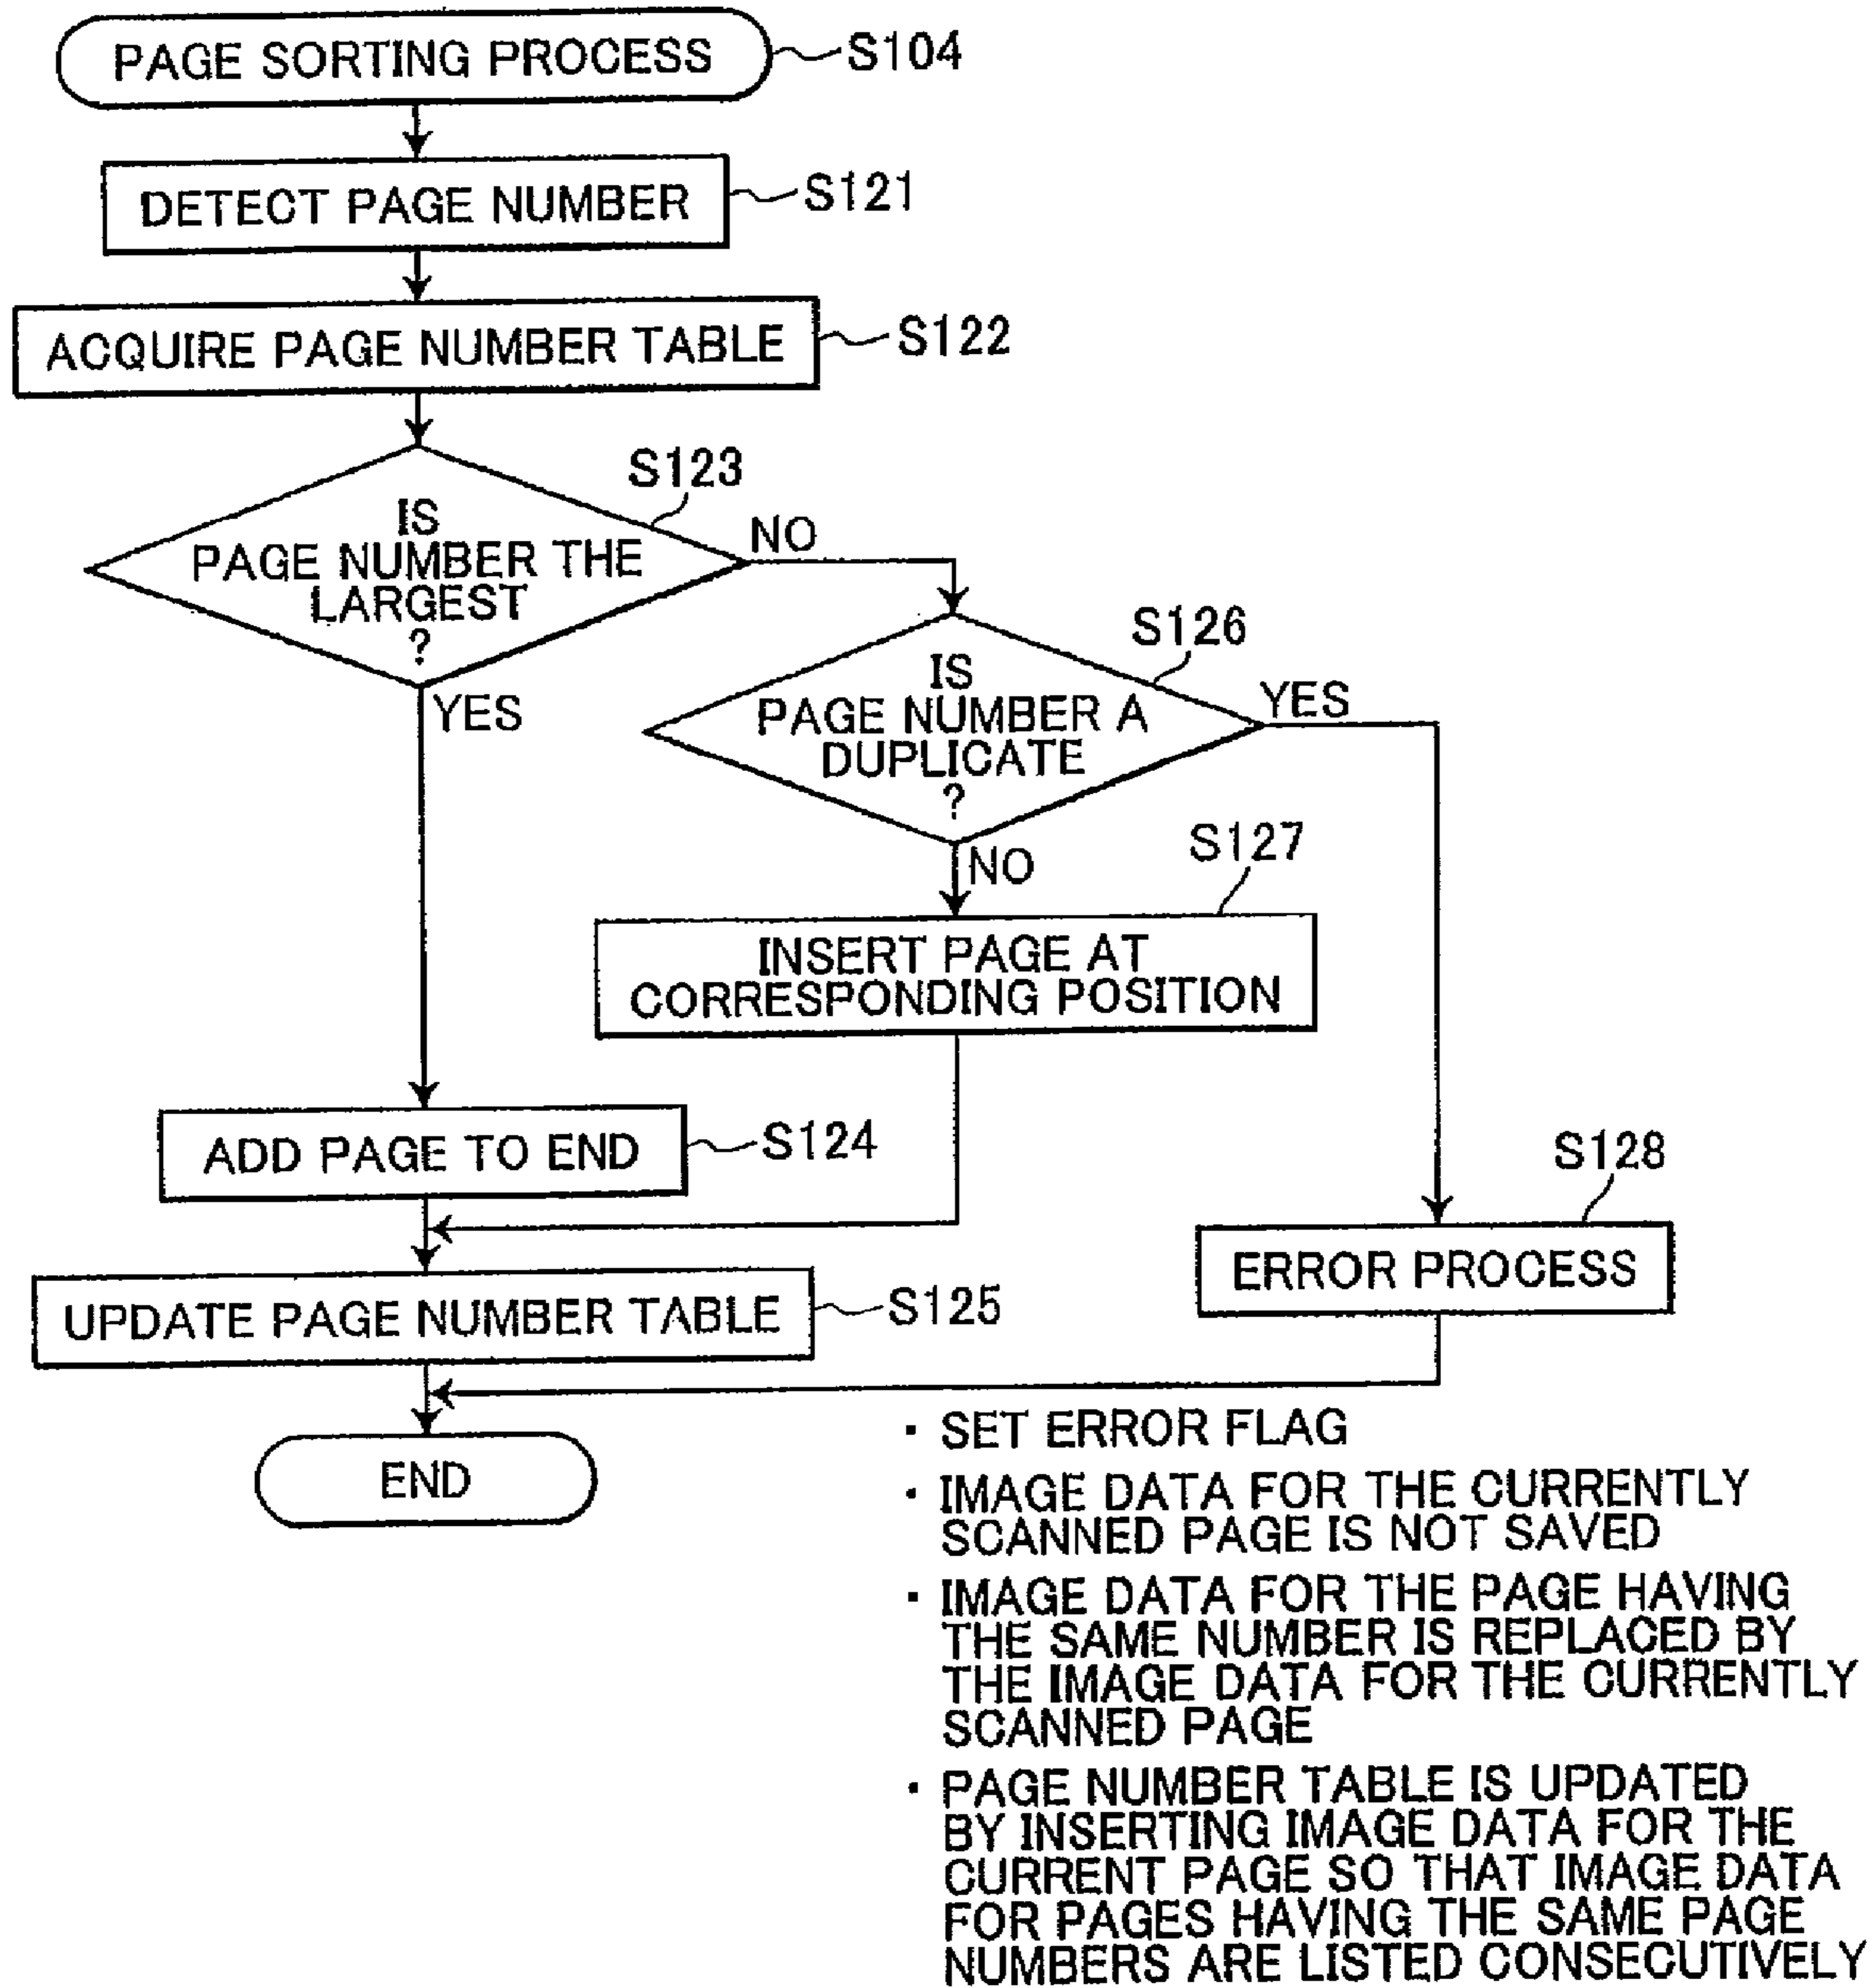 PAGE SORTING PROCESS
S104
DETECT PAGE NUMBER
S121
ACQUIRE PAGE NUMBER TABLE
S122
S123
IS
PAGE NUMBER THE
LARGEST
?
NO
YES
S126
IS
PAGE NUMBER A
DUPLICATE
?
YES
NO
S127
INSERT PAGE AT
CORRESPONDING POSITION
ADD PAGE TO END
S124
S128
ERROR PROCESS
UPDATE PAGE NUMBER TABLE
S125
END
・ SET ERROR FLAG
・ IMAGE DATA FOR THE CURRENTLY
SCANNED PAGE IS NOT SAVED
・ IMAGE DATA FOR THE PAGE HAVING
THE SAME NUMBER IS REPLACED BY
THE IMAGE DATA FOR THE CURRENTLY
SCANNED PAGE
・ PAGE NUMBER TABLE IS UPDATED
BY INSERTING IMAGE DATA FOR THE
CURRENT PAGE SO THAT IMAGE DATA
FOR PAGES HAVING THE SAME PAGE
NUMBERS ARE LISTED CONSECUTIVELY